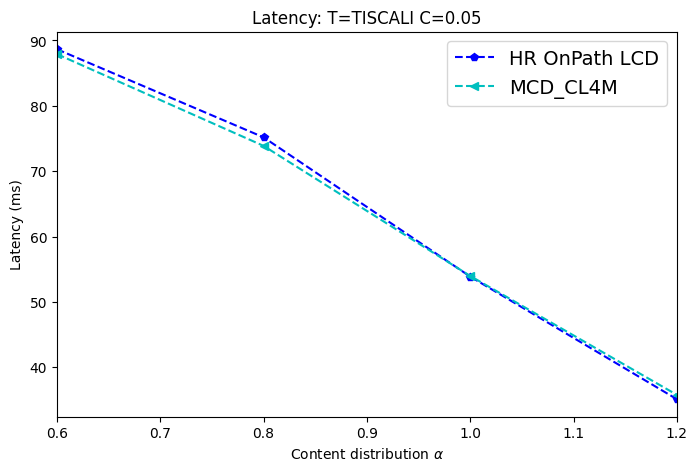 Latency: T=TISCALI C=0.05
HR OnPath LCD
MCD_CL4M
Latency (ms)
90
80
70
60
50
40
0.6
0.7
0.8
0.9
1.0
1.1
1.2
Content distribution α